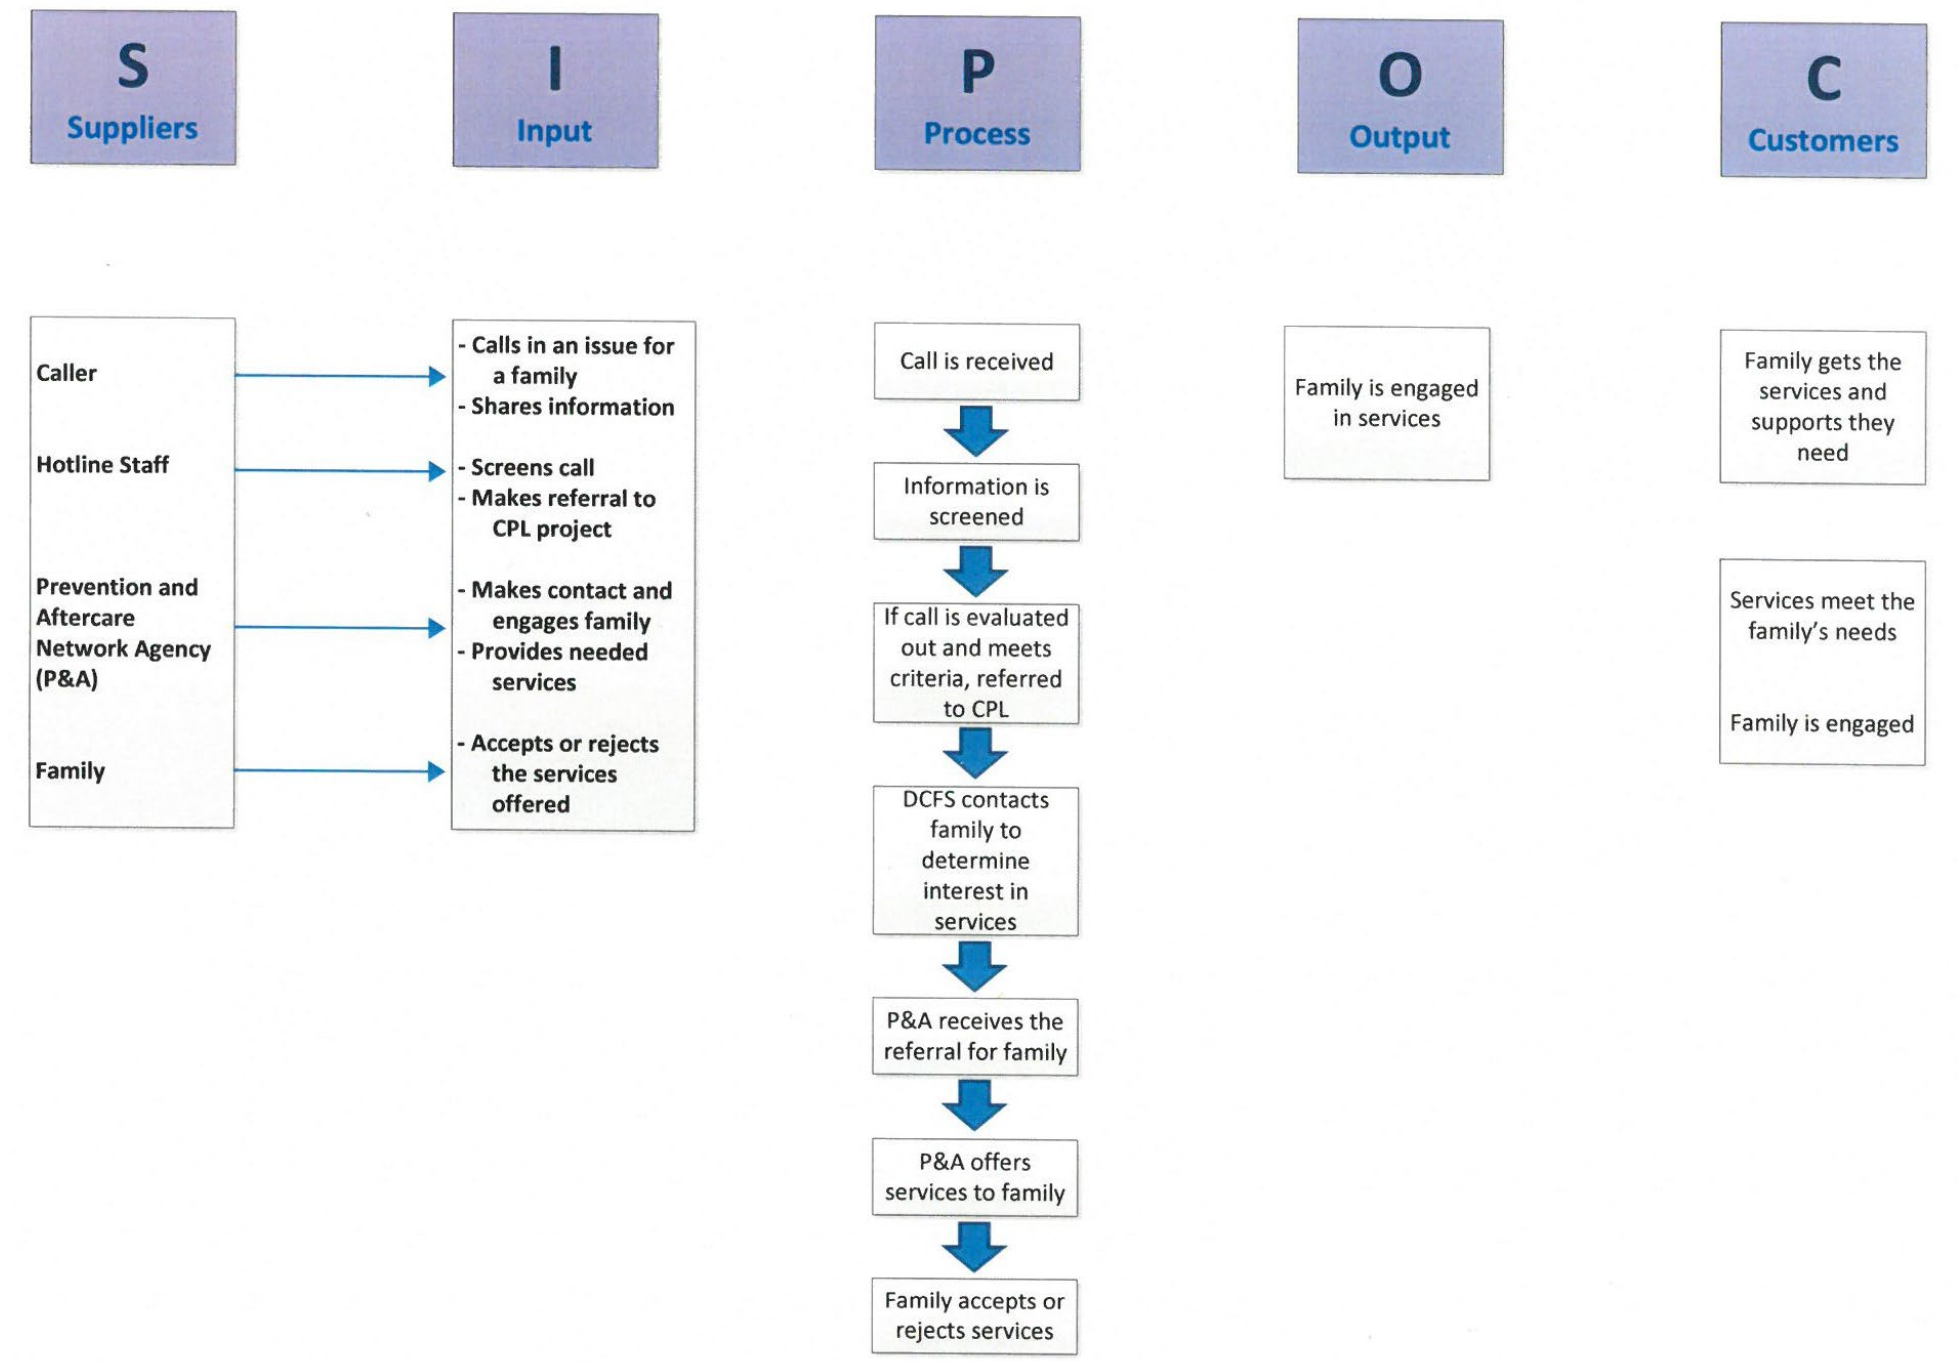 S
Suppliers
I
Input
P
Process
O
Output
C
Customers
Caller
Hotline Staff
Prevention and
Aftercare
Network Agency
(P&A)
Family
- Calls in an issue for
a family
- Shares information
- Screens call
- Makes referral to
CPL project
- Makes contact and
engages family
- Provides needed
services
- Accepts or rejects
the services
offered
Call is received
Information is
screened
If call is evaluated
out and meets
criteria, referred
to CPL
DCFS contacts
family to
determine
interest in
services
P&A receives the
referral for family
P&A offers
services to family
Family accepts or
rejects services
Family is engaged
in services
Family gets the
services and
supports they
need
Services meet the
family's needs
Family is engaged